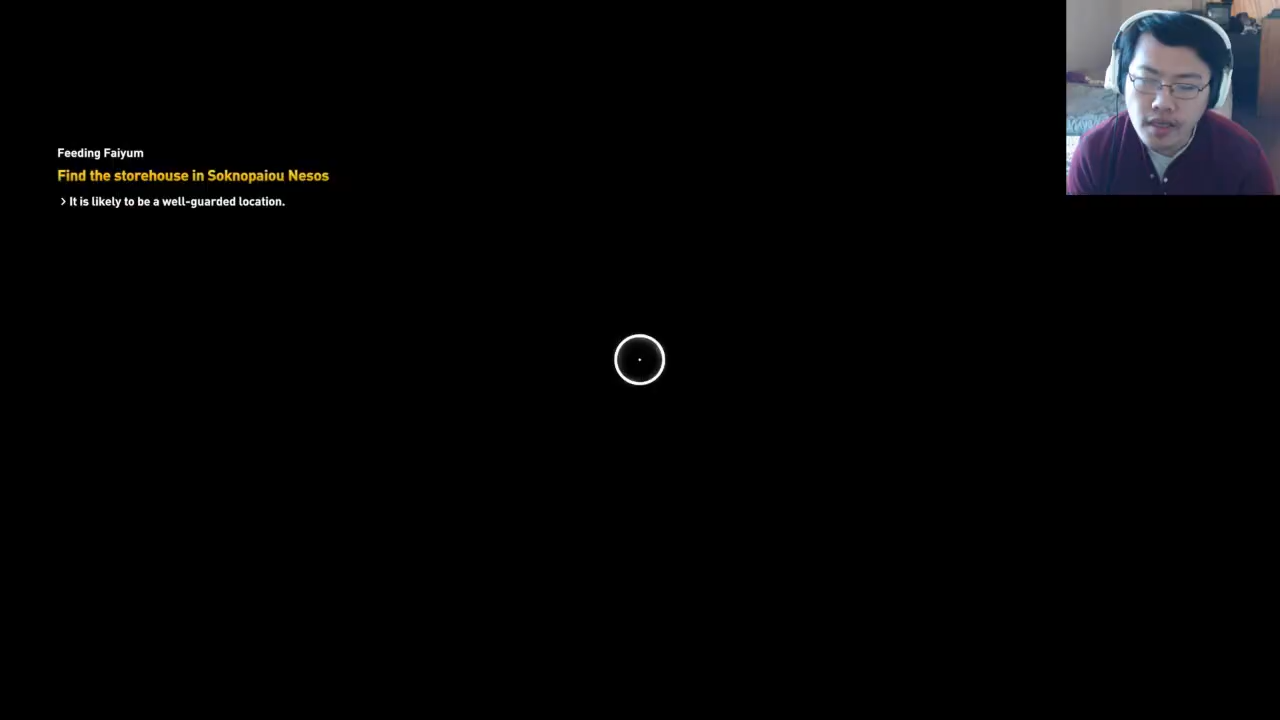 Feeding Faiyum
Find the storehouse in Soknopaiou Nesos
> It is likely to be a well-guarded location.